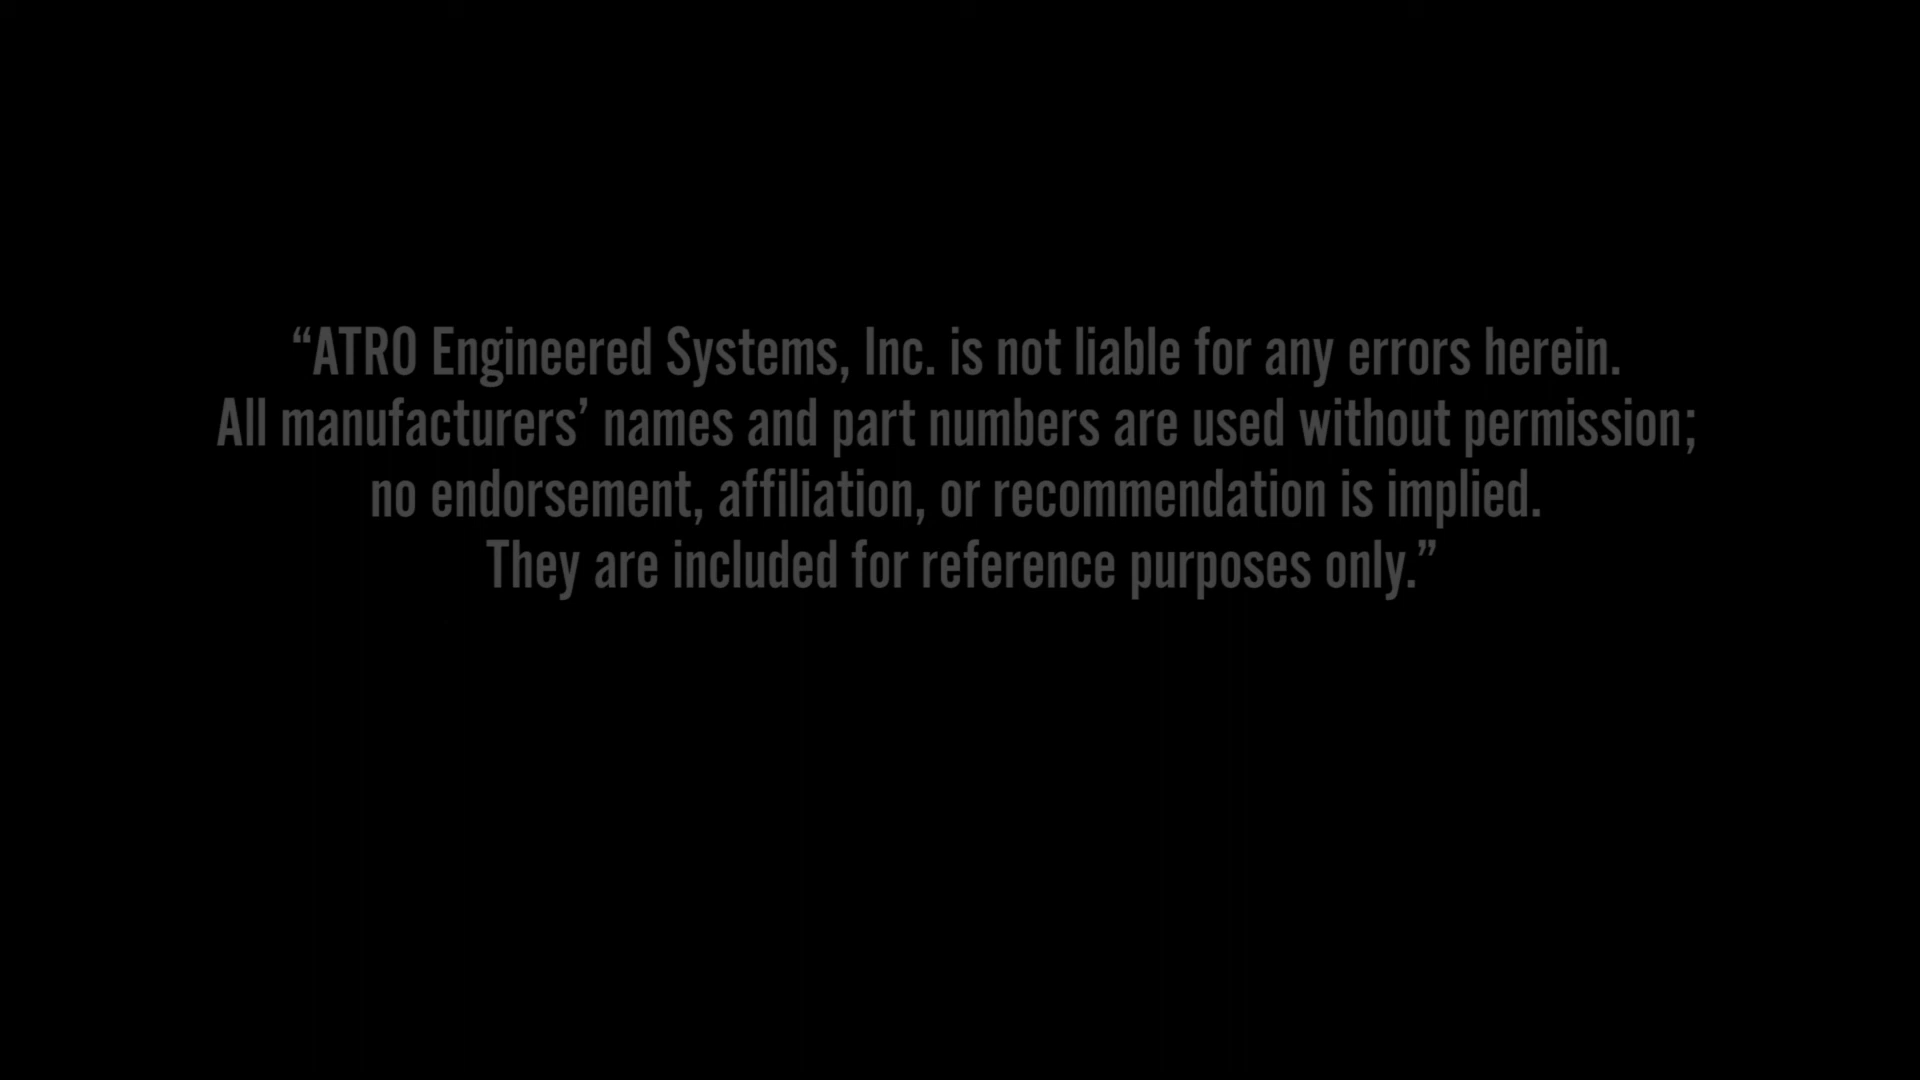 “ATRO Engineered Systems, Inc. is not liable for any errors herein.
All manufacturers’ names and part numbers are used without permission;
no endorsement, affiliation, or recommendation is implied.
They are included for reference purposes only.”